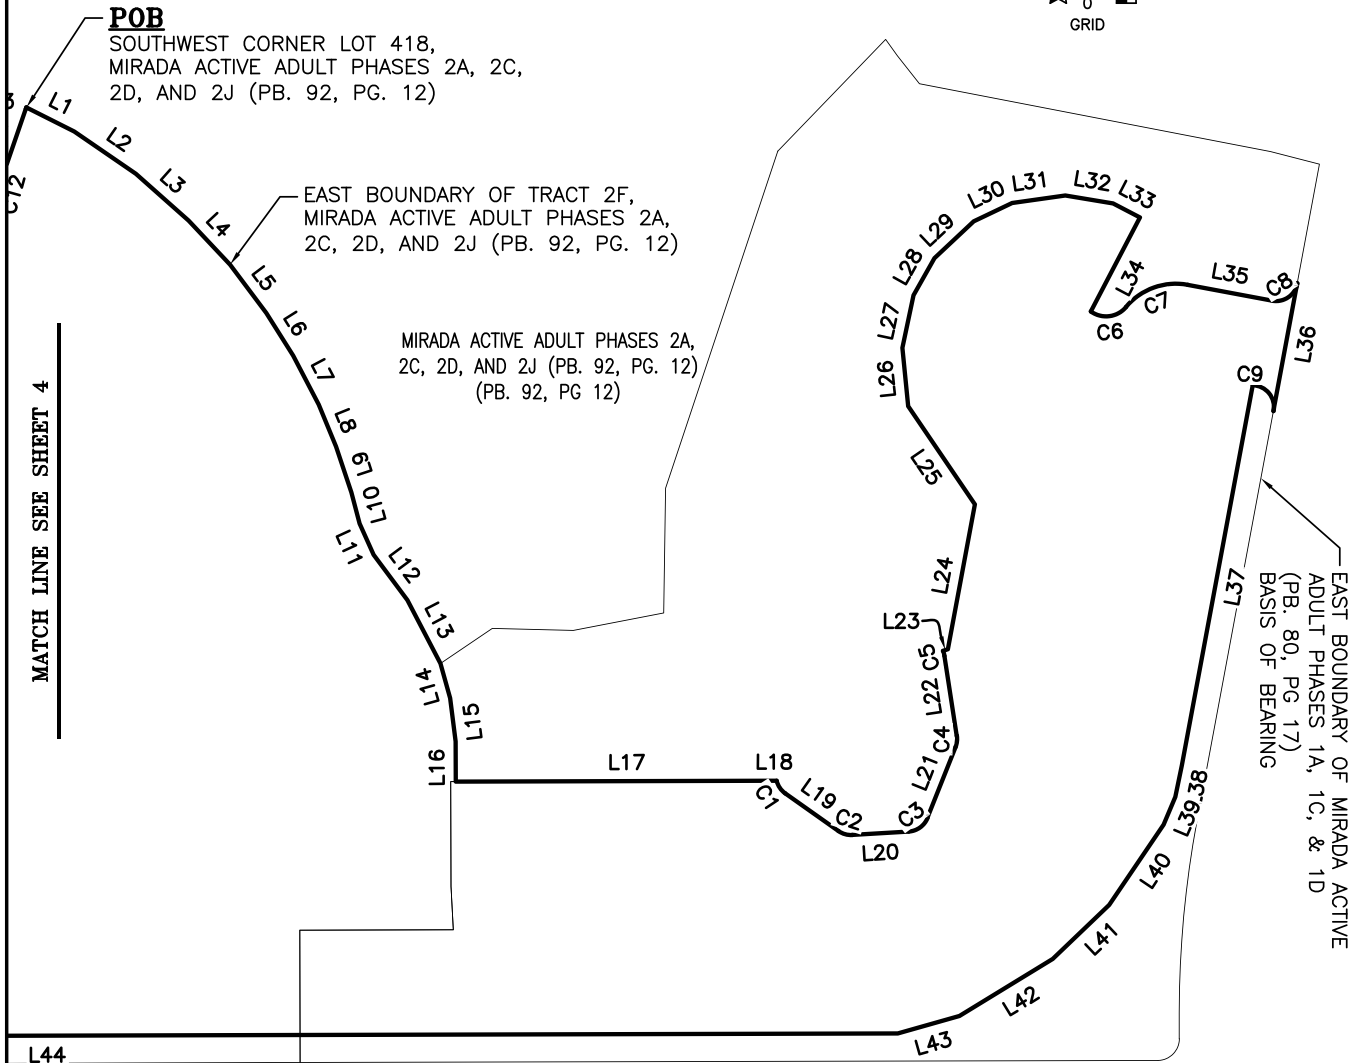 0
GRID
POB
SOUTHWEST CORNER LOT 418,
MIRADA ACTIVE ADULT PHASES 2A, 2C,
2D, AND 2J (PB. 92, PG. 12)
3
L1
L2
L3
L4
C12
EAST BOUNDARY OF TRACT 2F,
MIRADA ACTIVE ADULT PHASES 2A,
2C, 2D, AND 2J (PB. 92, PG. 12)
L5
L6
L7
L8
L9
L10
L11
L12
L13
L14
L15
L16
MIRADA ACTIVE ADULT PHASES 2A,
2C, 2D, AND 2J (PB. 92, PG. 12)
(PB. 92, PG 12)
MATCH LINE SEE SHEET 4
L17
L18
C1
L19
C2
L20
C3
L21
C4
L22
C5
L23
L24
L25
L26
L27
L28
L29
L30
L31
L32
L33
L34
C6
C7
L35
C8
L36
C9
L37
38
L39
L40
L41
L42
L43
L44
EAST BOUNDARY OF MIRADA ACTIVE
ADULT PHASES 1A, 1C, & 1D
(PB. 80, PG 17)
BASIS OF BEARING